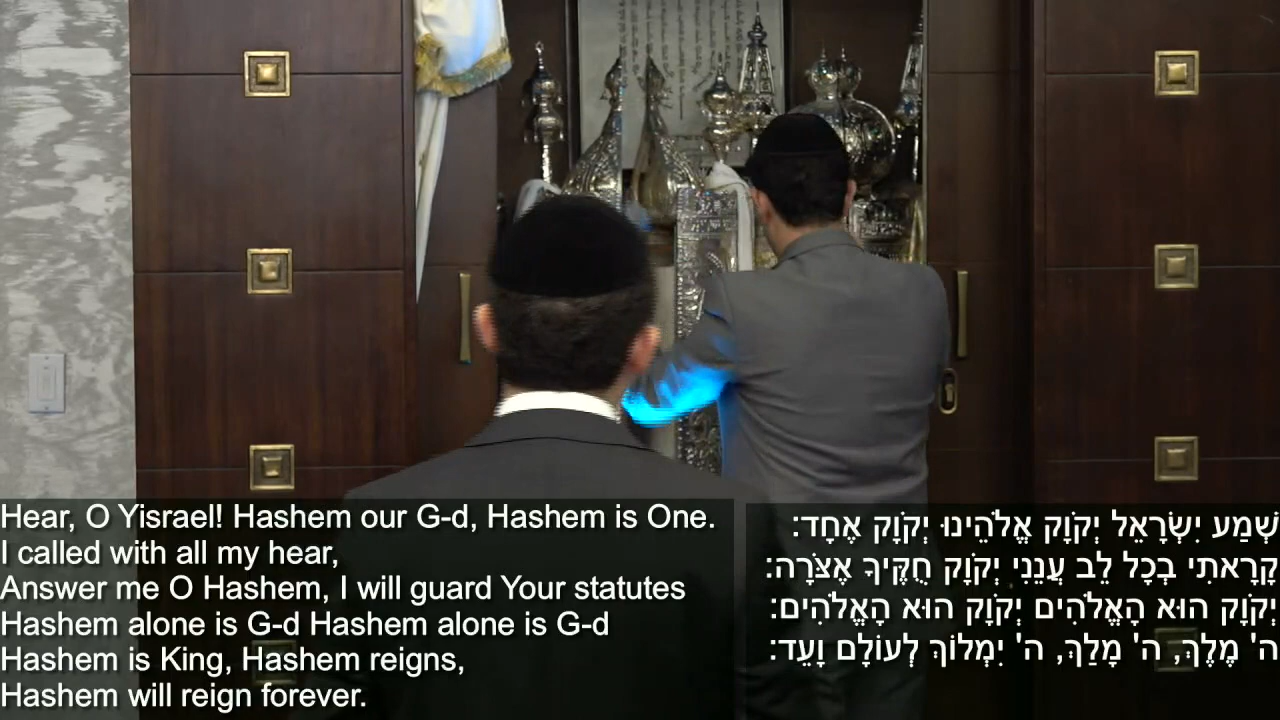 Hear, O Yisrael! Hashem our G-d, Hashem is One.
I called with all my hear,
Answer me O Hashem, I will guard Your statutes
Hashem alone is G-d Hashem alone is G-d
Hashem is King, Hashem reigns,
Hashem will reign forever.
שְׁמַע יִשְׂרָאֵל יְקֹוָק אֱלֹהֵינוּ יְקֹוָק אֶחָד:
קָרָאתִי בְכָל לֵב עֲנֵנִי יְקֹוָק חֻקֶּיךָ אֶצֹּרָה:
יְקֹוָק הוּא הָאֱלֹהִים יְקֹוָק הוּא הָאֱלֹהִים:
ה' מֶלֶךְ, ה' מָלַךְ, ה' יִמְלוֹךְ לְעוֹלָם וָעֵד: